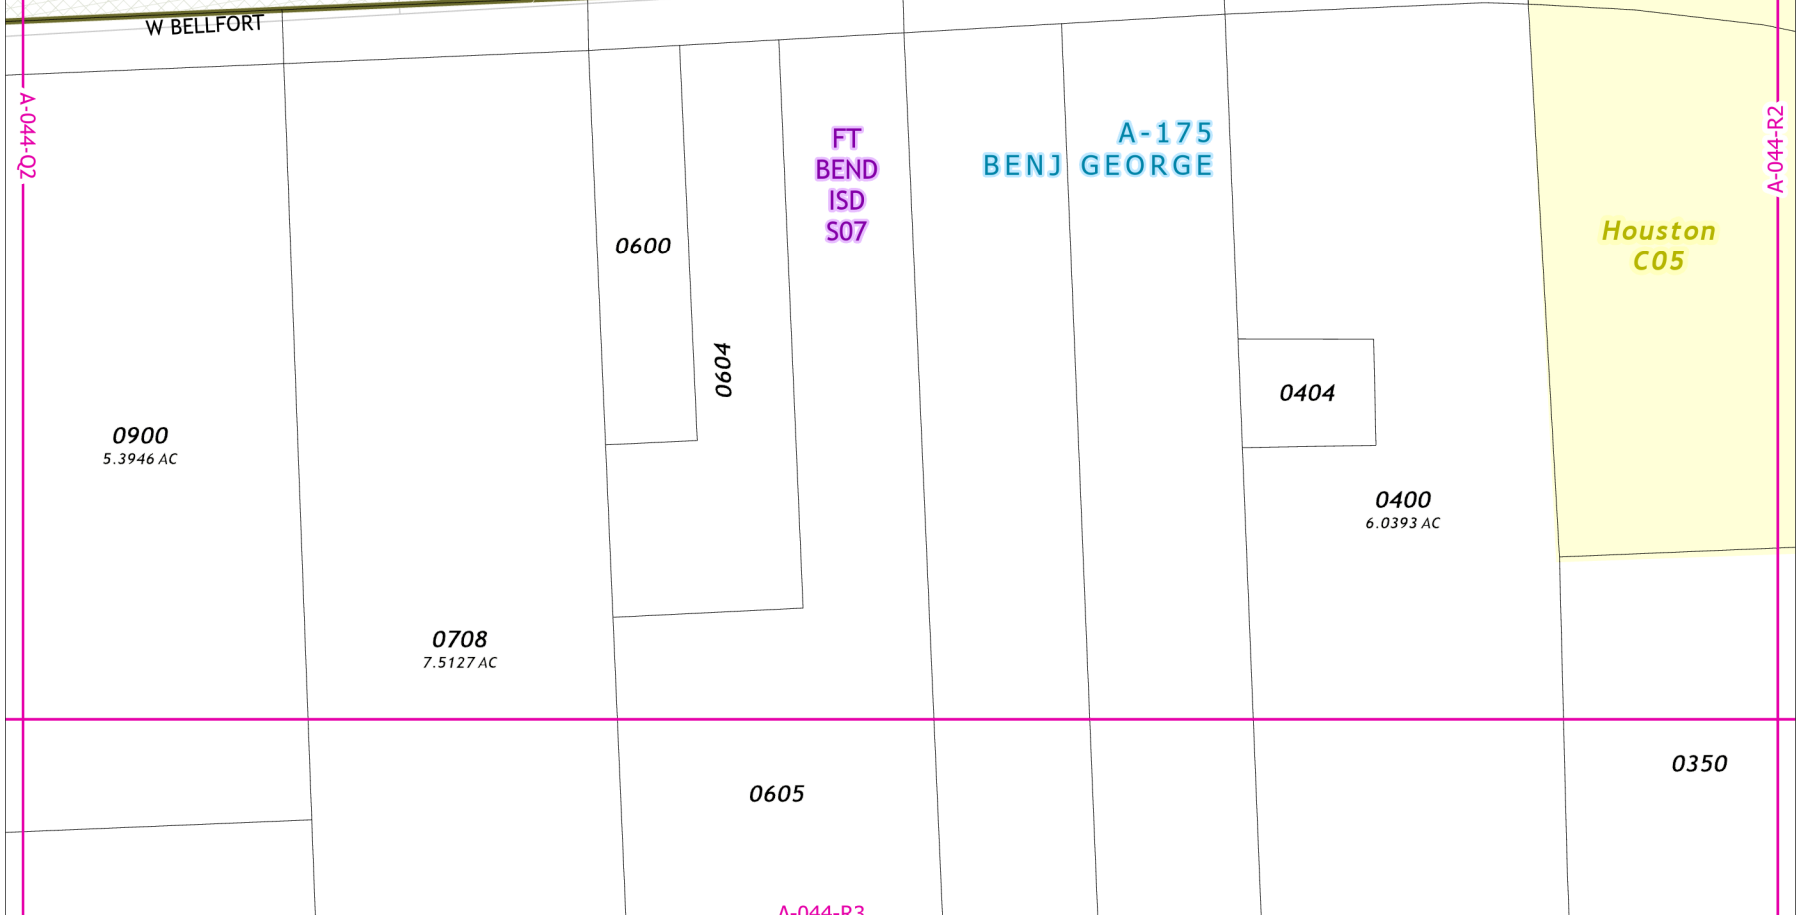 W BELLFORT
A-044-Q2
A-044-R2
FT
BEND
ISD
S07
A-175
BENJ GEORGE
Houston
C05
0600
0604
0404
0900
5.3946 AC
0400
6.0393 AC
0708
7.5127 AC
0350
0605
A-044-R3